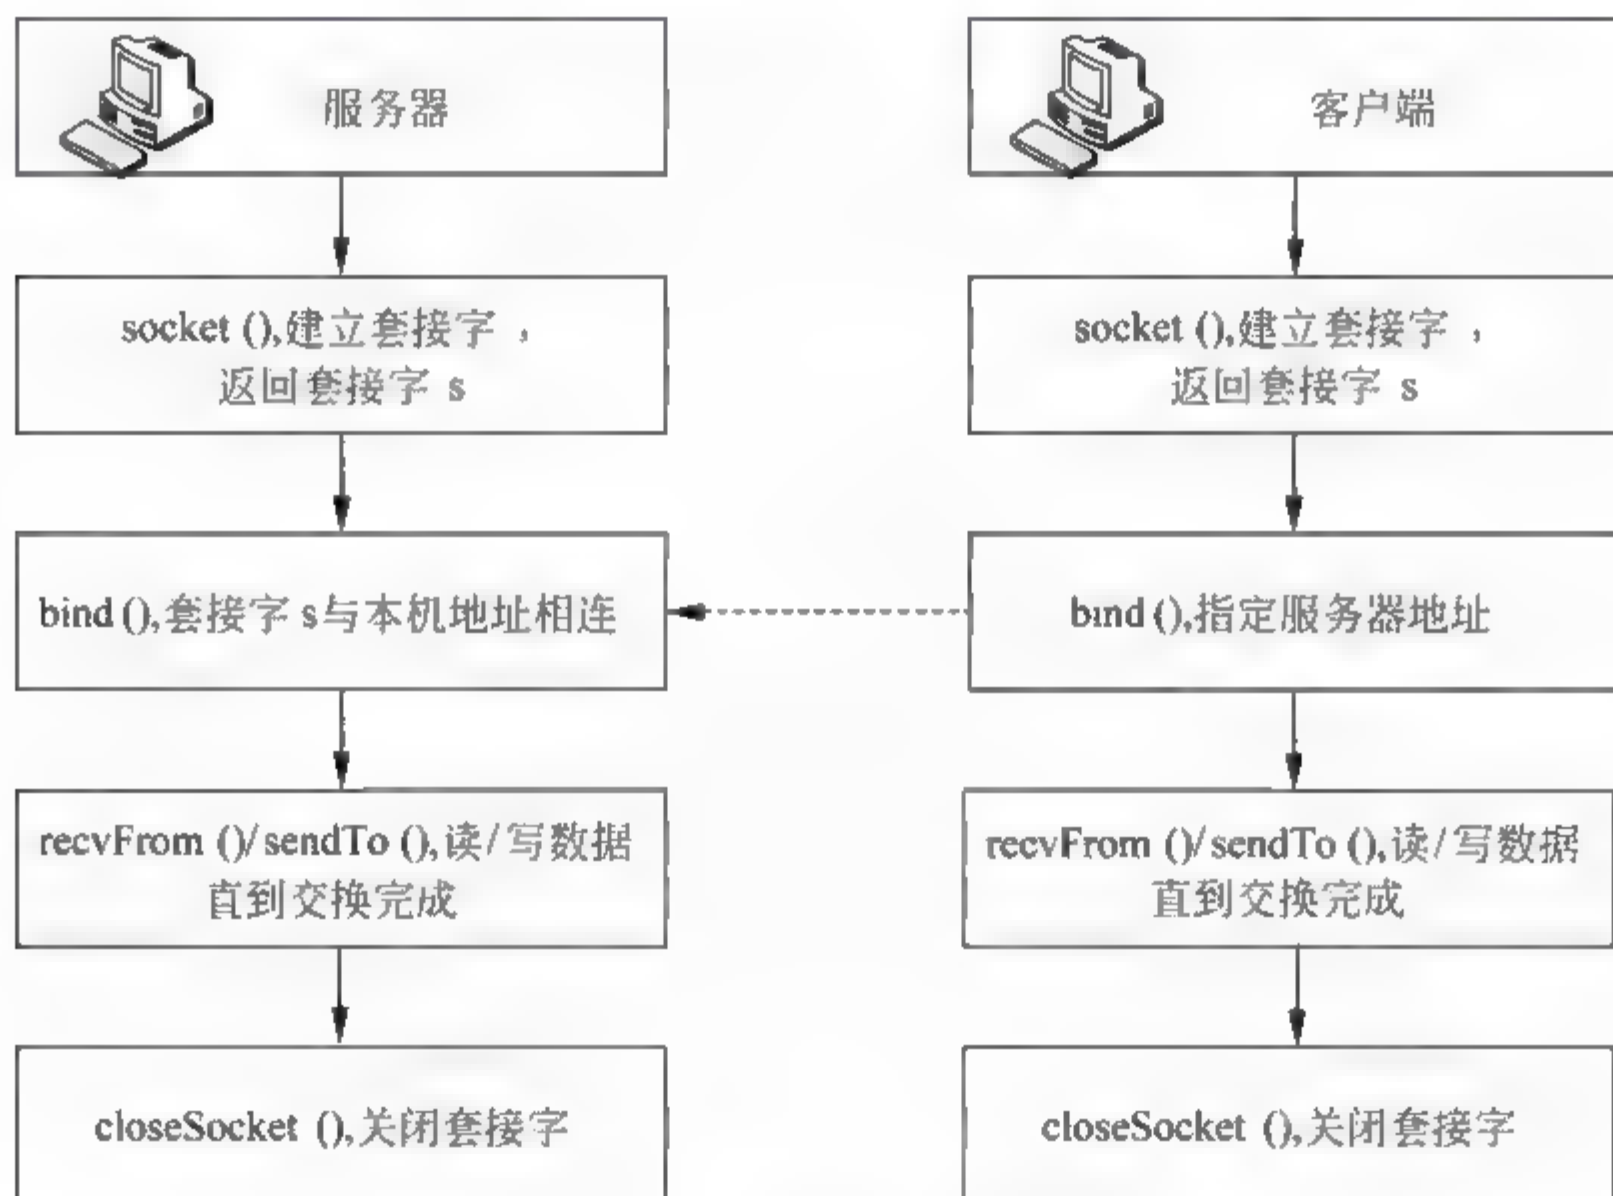 服务器
socket (),建立套接字，
返回套接字 s
bind (),套接字 s与本机地址相连
recvFrom ()/ sendTo (),读/写数据
直到交换完成
closeSocket (),关闭套接字
客户端
socket (),建立套接字，
返回套接字 s
bind (),指定服务器地址
recvFrom ()/ sendTo (),读/写数据
直到交换完成
closeSocket (),关闭套接字